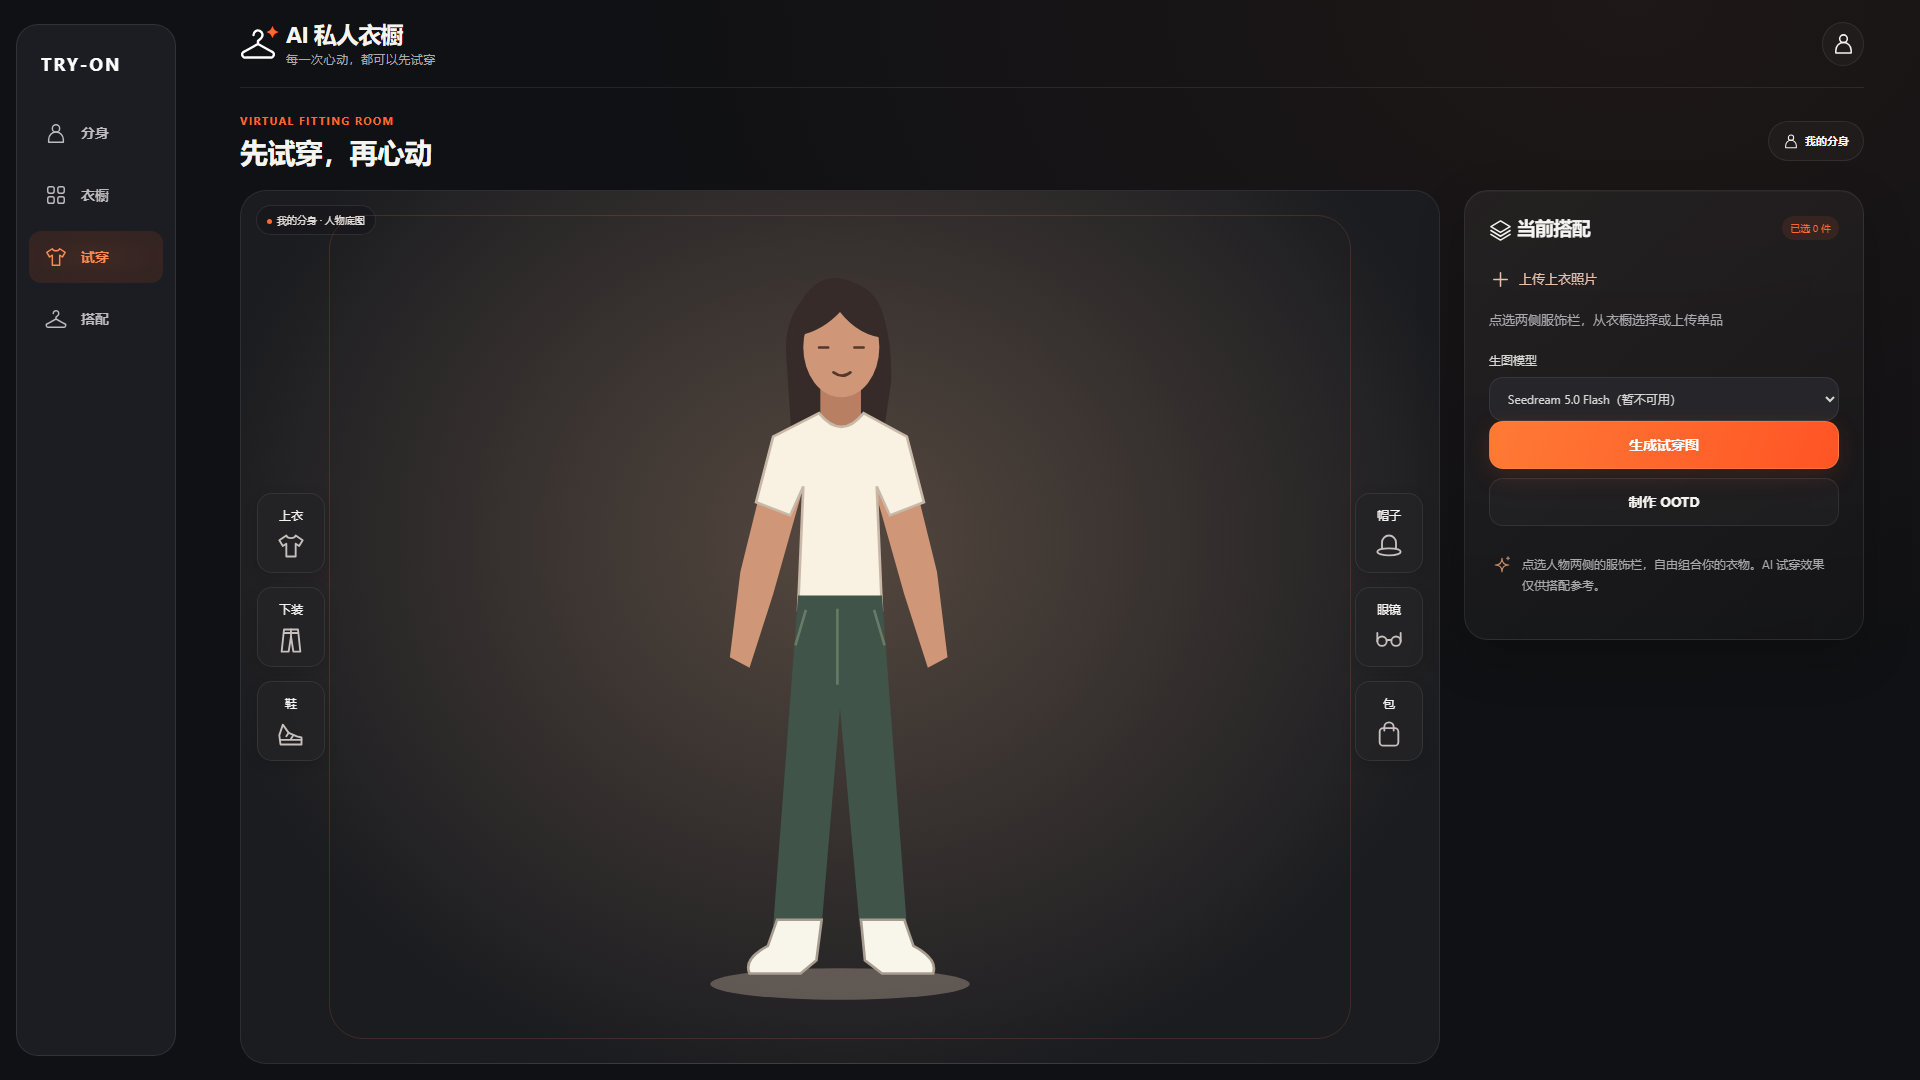 TRY-ON
分身
衣橱
试穿
搭配
AI 私人衣橱
每一次心动，都可以先试穿
VIRTUAL FITTING ROOM
先试穿，再心动
我的分身
我的分身 · 人物底图
上衣
下装
鞋
帽子
眼镜
包
当前搭配
已选 0 件
上传上衣照片
点选两侧服饰栏，从衣橱选择或上传单品
生图模型
Seedream 5.0 Flash（暂不可用）
生成试穿图
制作 OOTD
点选人物两侧的服饰栏，自由组合你的衣物。AI 试穿效果
仅供搭配参考。